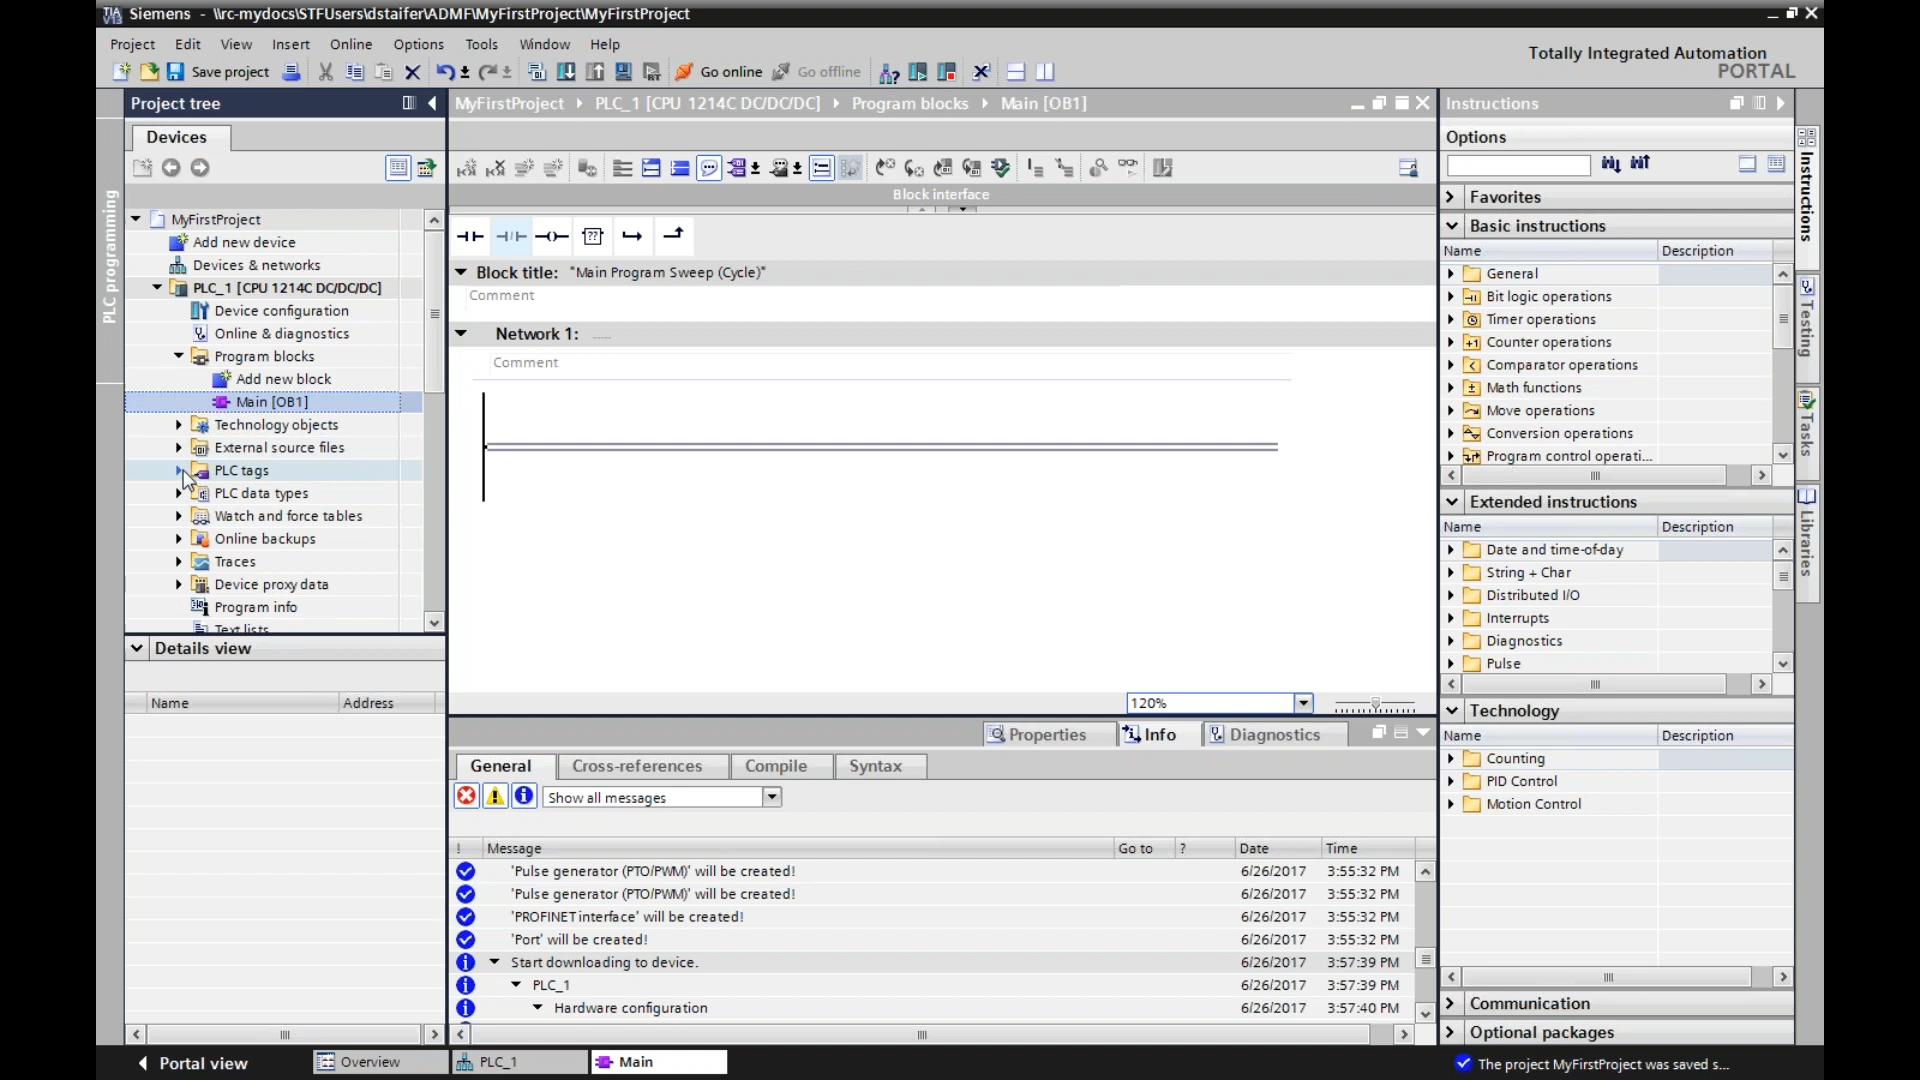 Siemens - \\rc-mydocs\STFUsers\dstaifer\ADMF\MyFirstProject\MyFirstProject
Project Edit View Insert Online Options Tools Window Help
Totally Integrated Automation
PORTAL
Save project Go online Go offline
Project tree
MyFirstProject PLC_1 [CPU 1214C DC/DC/DC] Program blocks Main [OB1]
Instructions
Devices
Options
PLC programming
Block interface
MyFirstProject
Add new device
Devices & networks
PLC_1 [CPU 1214C DC/DC/DC]
Device configuration
Online & diagnostics
Program blocks
Add new block
Main [OB1]
Technology objects
External source files
PLC tags
PLC data types
Watch and force tables
Online backups
Traces
Device proxy data
Program info
Text lists
Details view
Name Address
??
Block title: "Main Program Sweep (Cycle)"
Comment
Network 1: .....
Comment
120%
Properties Info Diagnostics
General Cross-references Compile Syntax
Show all messages
! Message Go to ? Date Time
'Pulse generator (PTO/PWM)' will be created! 6/26/2017 3:55:32 PM
'Pulse generator (PTO/PWM)' will be created! 6/26/2017 3:55:32 PM
'PROFINET interface' will be created! 6/26/2017 3:55:32 PM
'Port' will be created! 6/26/2017 3:55:32 PM
Start downloading to device. 6/26/2017 3:57:39 PM
PLC_1 6/26/2017 3:57:39 PM
Hardware configuration 6/26/2017 3:57:40 PM
Favorites
Basic instructions
Name Description
General
Bit logic operations
Timer operations
Counter operations
Comparator operations
Math functions
Move operations
Conversion operations
Program control operati...
Extended instructions
Name Description
Date and time-of-day
String + Char
Distributed I/O
Interrupts
Diagnostics
Pulse
Technology
Name Description
Counting
PID Control
Motion Control
Communication
Optional packages
Instructions
Testing
Tasks
Libraries
Portal view Overview PLC_1 Main
The project MyFirstProject was saved s...